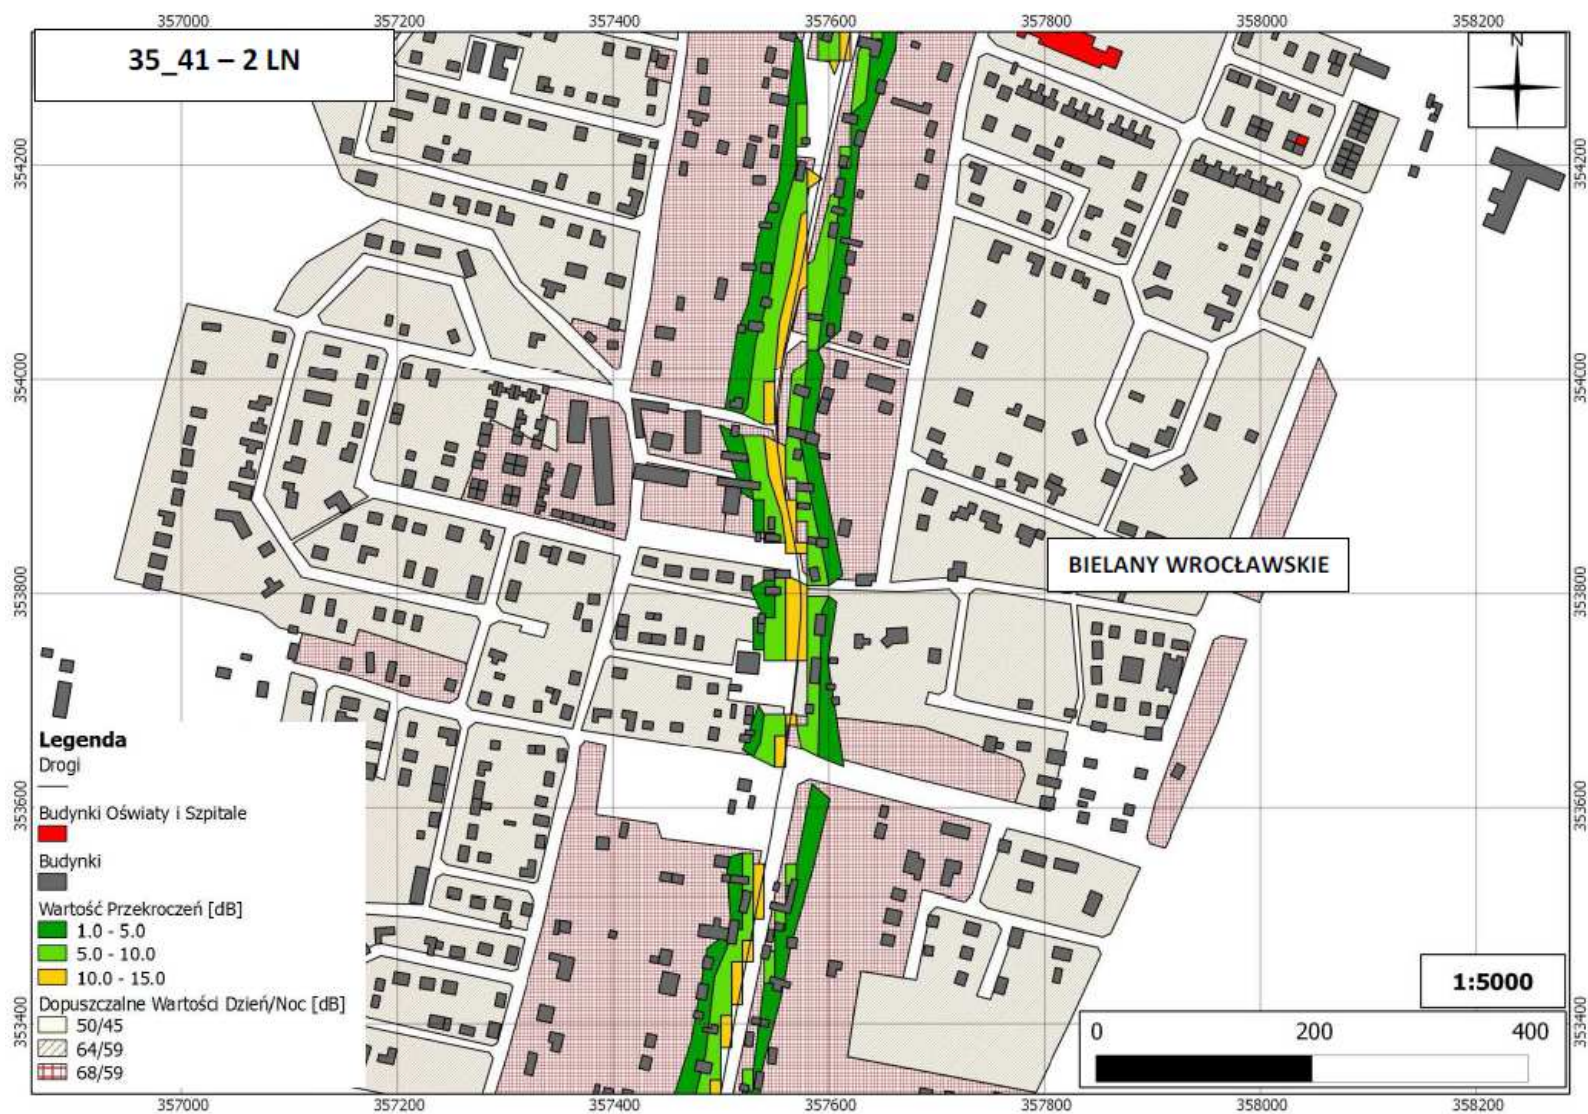 357000 357200 357400 357600 357800 358000 358200
35_41 – 2 LN
N
354200 354200
354000 354000
BIELANY WROCŁAWSKIE
353800 353800
Legenda
Drogi
Budynki Oświaty i Szpitale
353600 353600
Budynki
Wartość Przekroczeń [dB]
1.0 - 5.0
5.0 - 10.0
10.0 - 15.0
1:5000
Dopuszczalne Wartości Dzień/Noc [dB]
50/45
64/59
68/59
353400 353400
0 200 400
357000 357200 357400 357600 357800 358000 358200